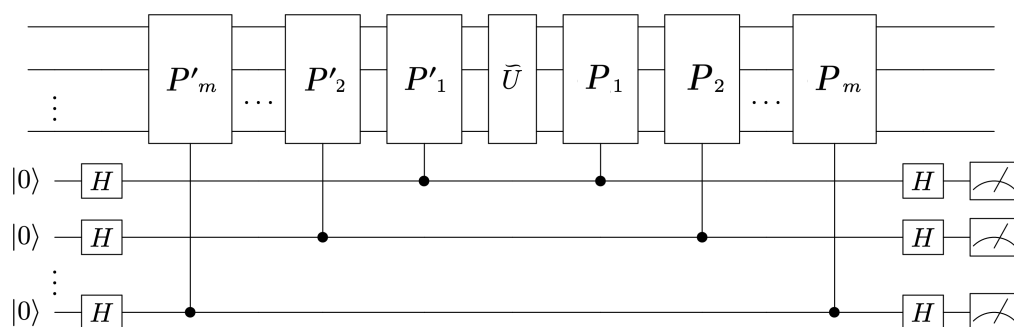 P′m ... P′2 P′1 Ũ P1 P2 ... Pm
⋮
|0⟩ H H
|0⟩ H H
⋮
|0⟩ H H